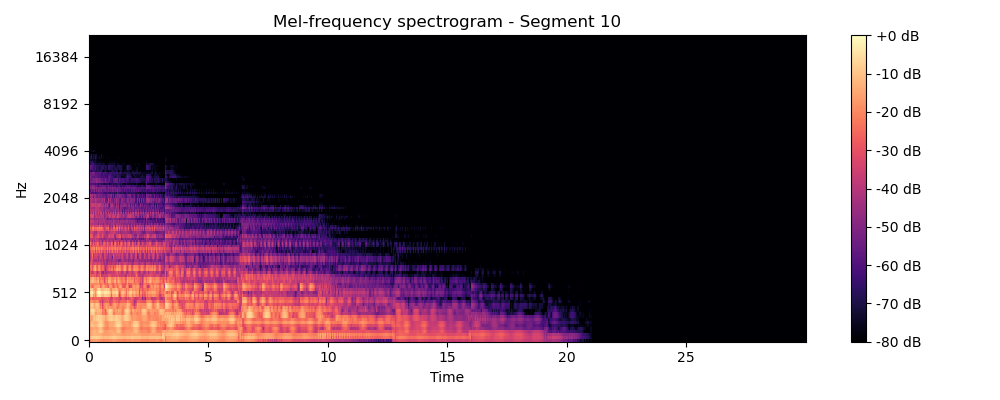 Mel-frequency spectrogram - Segment 10
16384
8192
4096
2048
1024
512
0
Hz
0 5 10 15 20 25
Time
+0 dB
-10 dB
-20 dB
-30 dB
-40 dB
-50 dB
-60 dB
-70 dB
-80 dB